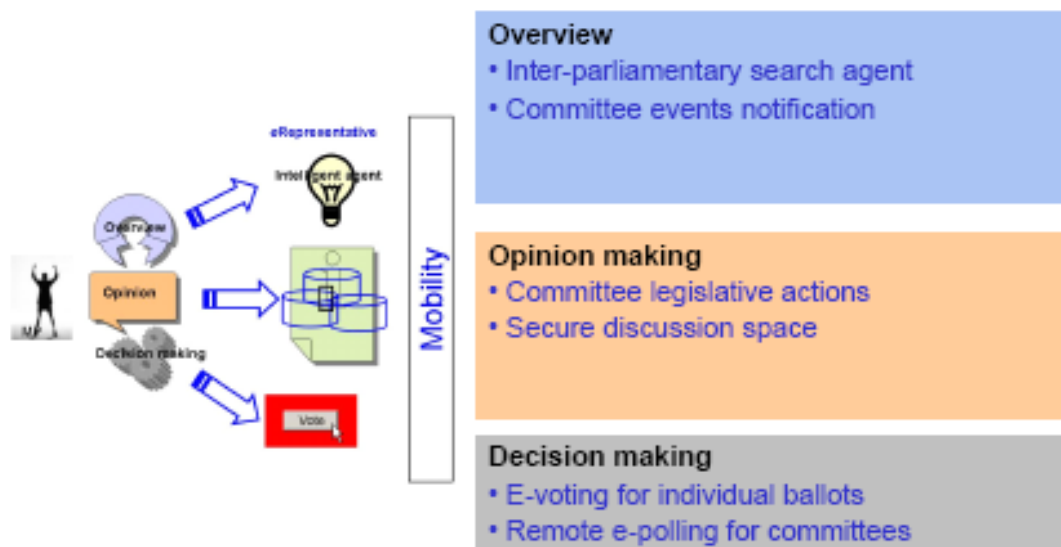 eRepresentative
Intelligent agent
Overview
Opinion
Decision making
Vote
Mobility
Overview
• Inter-parliamentary search agent
• Committee events notification
Opinion making
• Committee legislative actions
• Secure discussion space
Decision making
• E-voting for individual ballots
• Remote e-polling for committees